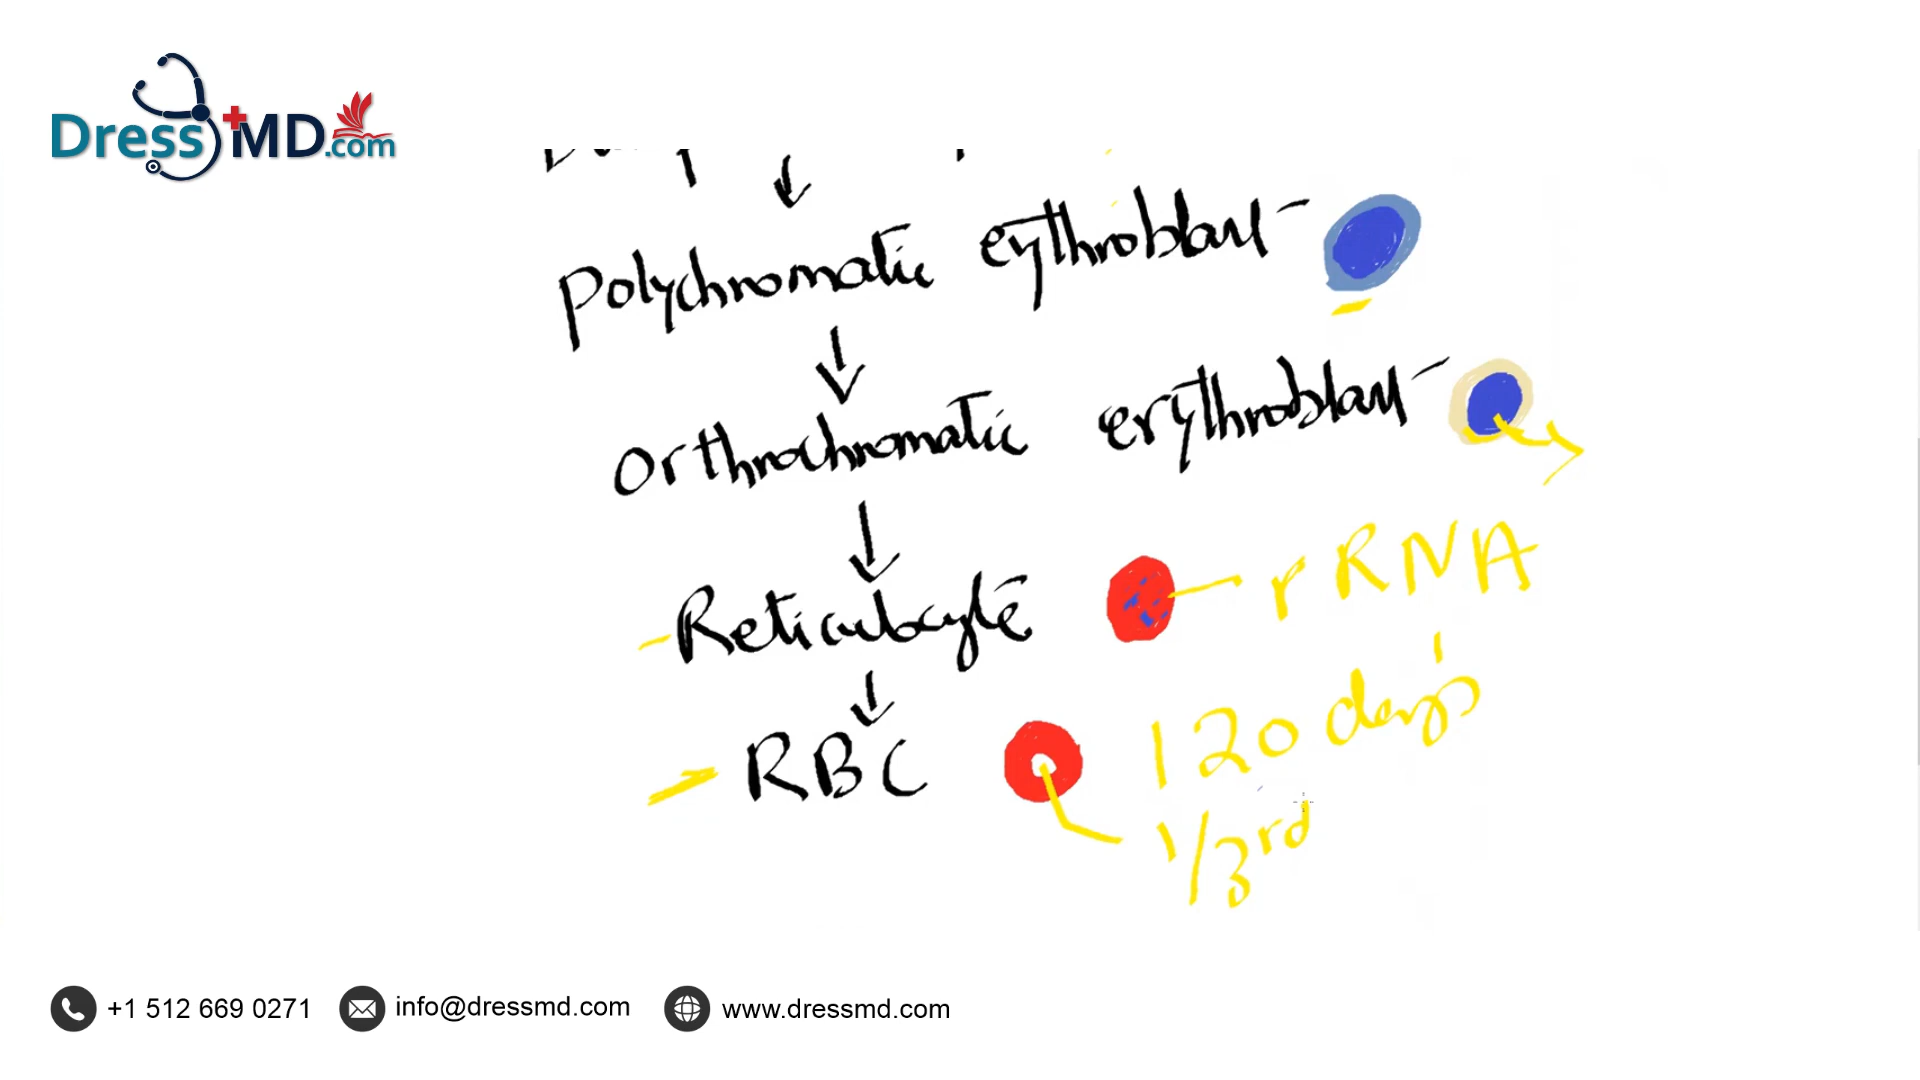 DressMD.com
polychromatic erythroblast -
orthrochromatic erythroblast -
rRNA
- Reticulocyte
120 days
RBC
1/3rd
+1 512 669 0271 info@dressmd.com www.dressmd.com